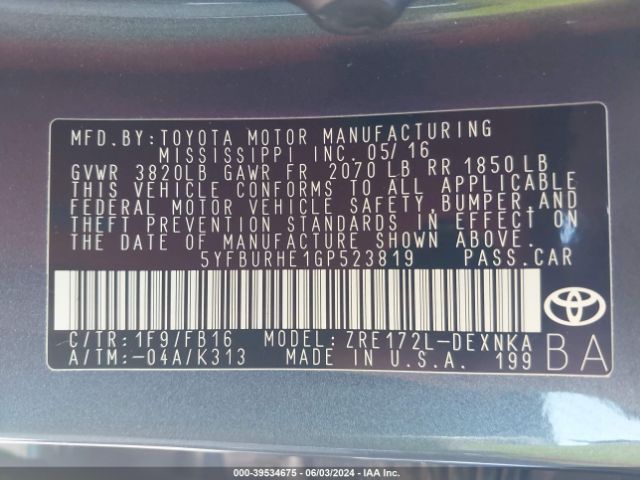 MFD.BY:TOYOTA MOTOR MANUFACTURING
MISSISSIPPI INC. 05/16
GVWR 3820LB GAWR FR 2070 LB RR 1850 LB
THIS VEHICLE CONFORMS TO ALL APPLICABLE
FEDERAL MOTOR VEHICLE SAFETY,BUMPER,AND
THEFT PREVENTION STANDARDS IN EFFECT ON
THE DATE OF MANUFACTURE SHOWN ABOVE.
5YFBURHE1GP523819 PASS.CAR
C/TR:1F9/FB16 MODEL:ZRE172L-DEXNKA
A/TM:-04A/K313 MADE IN U.S.A. 199
BA
000-39534675 - 06/03/2024 - IAA Inc.